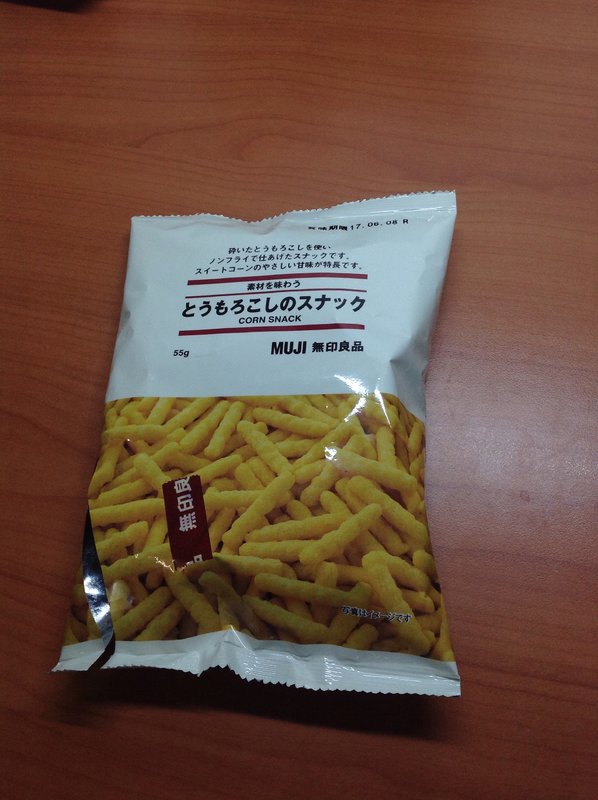 賞味期限17.06.08 R
砕いたとうもろこしを使い、
ノンフライで仕あげたスナックです。
スイートコーンのやさしい甘味が特長です。
素材を味わう
とうもろこしのスナック
CORN SNACK
55g
MUJI 無印良品
無印良品
写真はイメージです